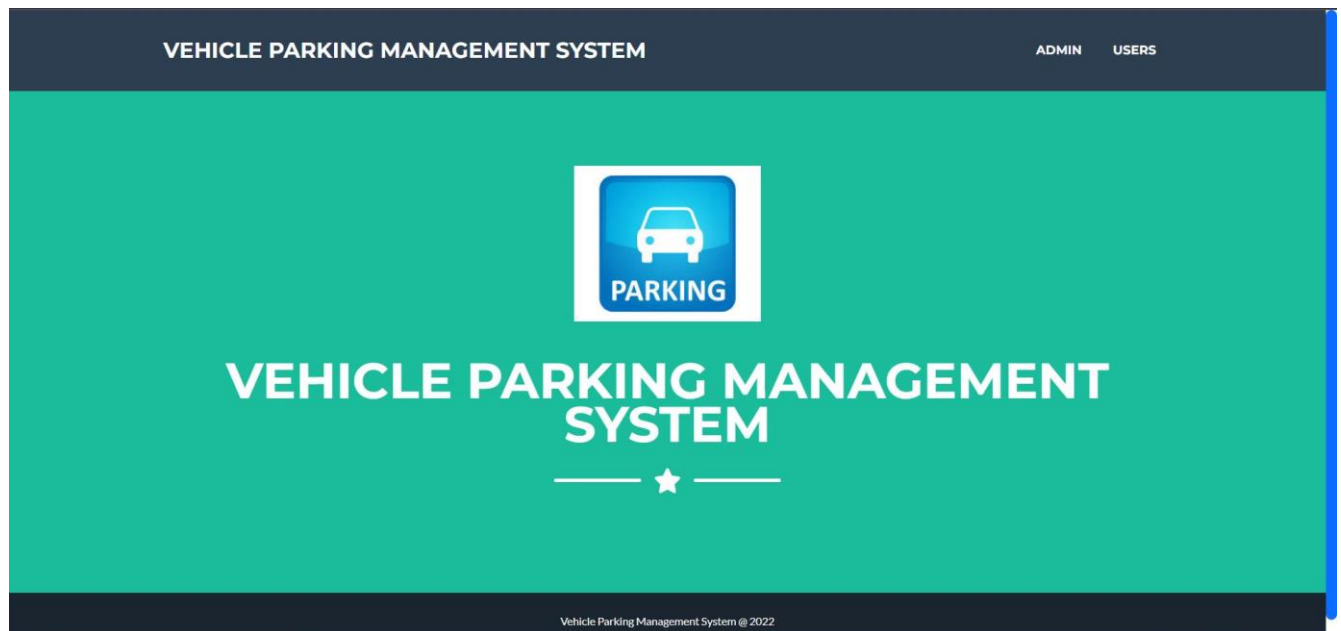 VEHICLE PARKING MANAGEMENT SYSTEM
ADMIN
USERS
PARKING
VEHICLE PARKING MANAGEMENT
SYSTEM
Vehicle Parking Management System @ 2022